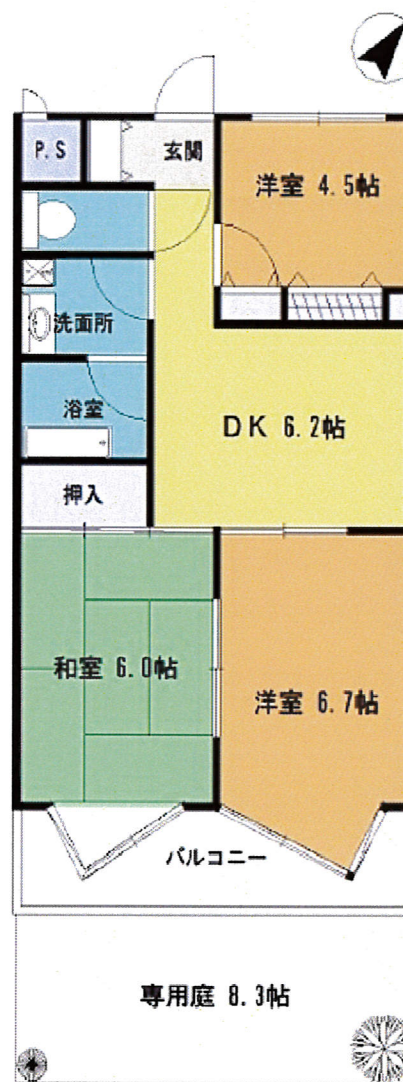 P.S
玄関
洋室 4.5帖
洗面所
浴室
DK 6.2帖
押入
和室 6.0帖
洋室 6.7帖
バルコニー
専用庭 8.3帖